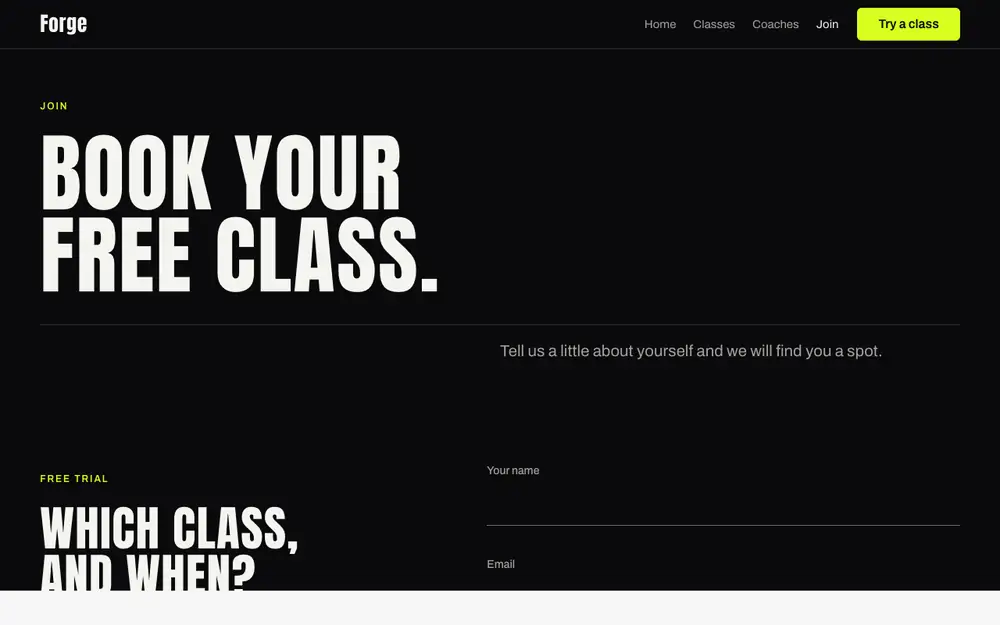 Forge
Home Classes Coaches Join Try a class
JOIN
BOOK YOUR
FREE CLASS.
Tell us a little about yourself and we will find you a spot.
FREE TRIAL
WHICH CLASS,
AND WHEN?
Your name
Email